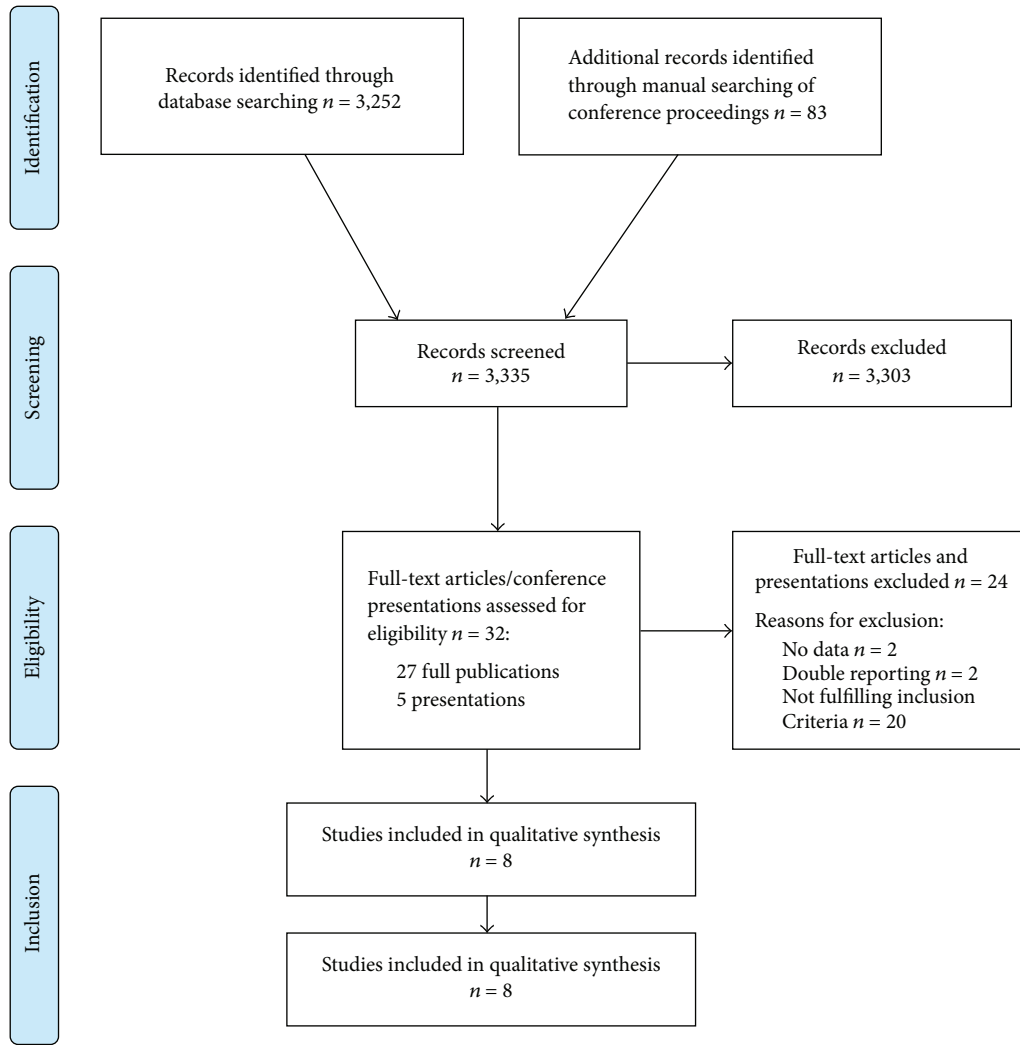 Identification
Records identified through
database searching n = 3,252
Additional records identified
through manual searching of
conference proceedings n = 83
Screening
Records screened
n = 3,335
Records excluded
n = 3,303
Eligibility
Full-text articles/conference
presentations assessed for
eligibility n = 32:
27 full publications
5 presentations
Full-text articles and
presentations excluded n = 24
Reasons for exclusion:
No data n = 2
Double reporting n = 2
Not fulfilling inclusion
Criteria n = 20
Inclusion
Studies included in qualitative synthesis
n = 8
Studies included in qualitative synthesis
n = 8